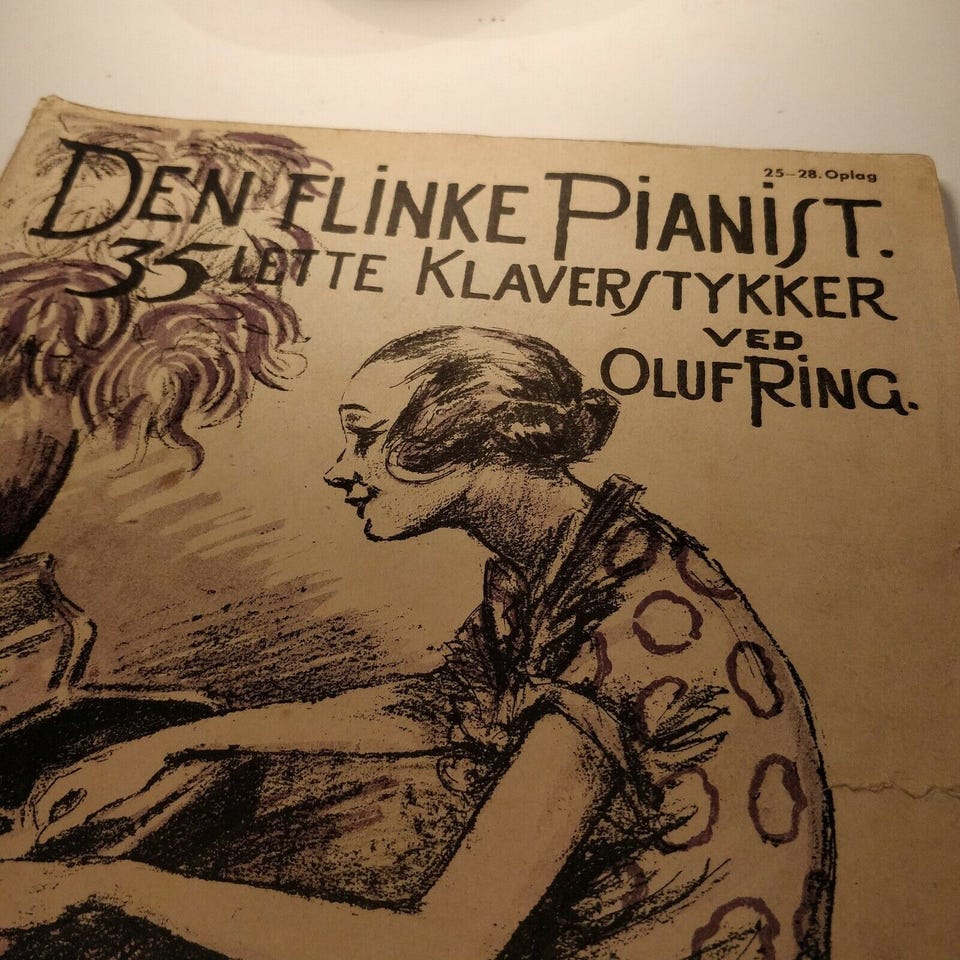 25–28. Oplag
DEN FLINKE PIANIST.
35 LETTE KLAVERSTYKKER
VED
OLUF RING.